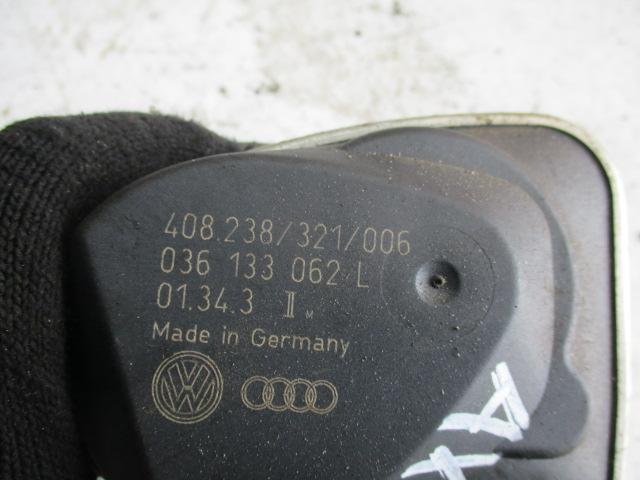 408.238/321/006
036 133 062 L
01.34.3 II M
Made in Germany